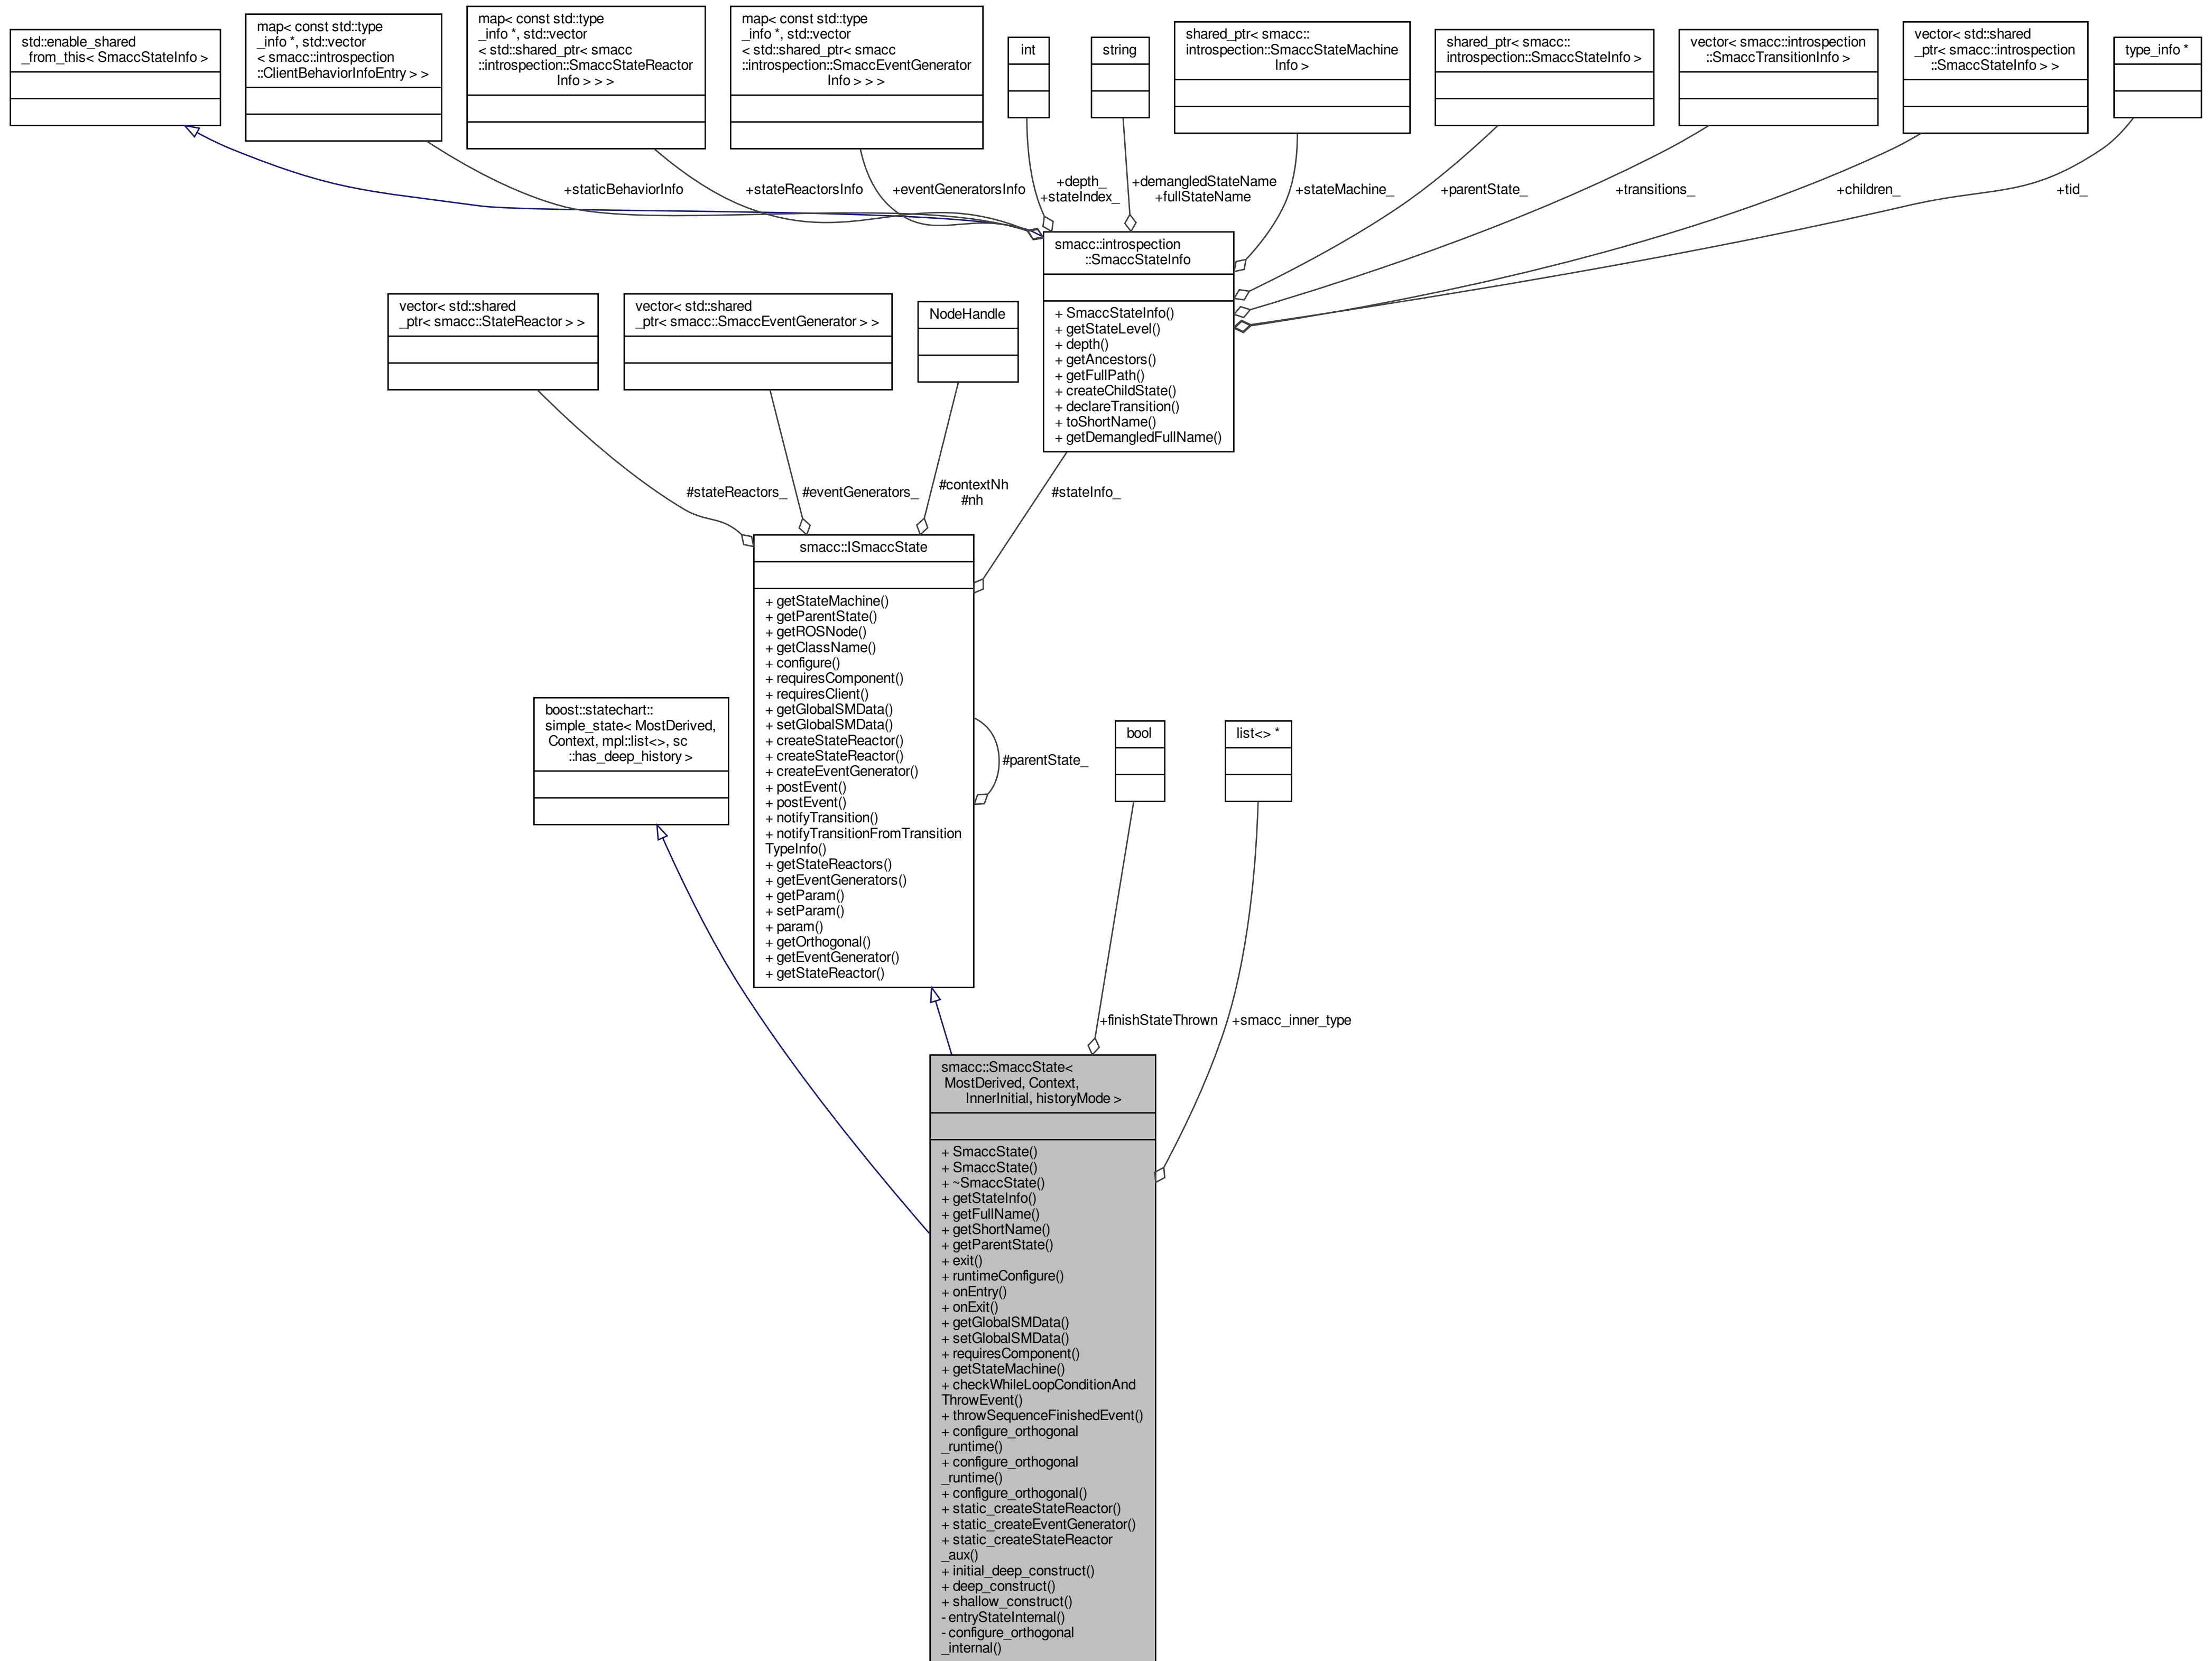 std::enable_shared
_from_this< SmaccStateInfo >
map< const std::type
_info *, std::vector
< smacc::introspection
::ClientBehaviorInfoEntry > >
map< const std::type
_info *, std::vector
< std::shared_ptr< smacc
::introspection::SmaccStateReactor
Info > > >
map< const std::type
_info *, std::vector
< std::shared_ptr< smacc
::introspection::SmaccEventGenerator
Info > > >
int
string
shared_ptr< smacc::
introspection::SmaccStateMachine
Info >
shared_ptr< smacc::
introspection::SmaccStateInfo >
vector< smacc::introspection
::SmaccTransitionInfo >
vector< std::shared
_ptr< smacc::introspection
::SmaccStateInfo > >
type_info *
+staticBehaviorInfo
+stateReactorsInfo
+eventGeneratorsInfo
+depth_
+stateIndex_
+demangledStateName
+fullStateName
+stateMachine_
+parentState_
+transitions_
+children_
+tid_
smacc::introspection
::SmaccStateInfo
+ SmaccStateInfo()
+ getStateLevel()
+ depth()
+ getAncestors()
+ getFullPath()
+ createChildState()
+ declareTransition()
+ toShortName()
+ getDemangledFullName()
vector< std::shared
_ptr< smacc::StateReactor > >
vector< std::shared
_ptr< smacc::SmaccEventGenerator > >
NodeHandle
#stateReactors_
#eventGenerators_
#contextNh
#nh
#stateInfo_
smacc::ISmaccState
+ getStateMachine()
+ getParentState()
+ getROSNode()
+ getClassName()
+ configure()
+ requiresComponent()
+ requiresClient()
+ getGlobalSMData()
+ setGlobalSMData()
+ createStateReactor()
+ createStateReactor()
+ createEventGenerator()
+ postEvent()
+ postEvent()
+ notifyTransition()
+ notifyTransitionFromTransition
TypeInfo()
+ getStateReactors()
+ getEventGenerators()
+ getParam()
+ setParam()
+ param()
+ getOrthogonal()
+ getEventGenerator()
+ getStateReactor()
#parentState_
boost::statechart::
simple_state< MostDerived,
Context, mpl::list<>, sc
::has_deep_history >
bool
list<> *
+finishStateThrown
+smacc_inner_type
smacc::SmaccState<
MostDerived, Context,
InnerInitial, historyMode >
+ SmaccState()
+ SmaccState()
+ ~SmaccState()
+ getStateInfo()
+ getFullName()
+ getShortName()
+ getParentState()
+ exit()
+ runtimeConfigure()
+ onEntry()
+ onExit()
+ getGlobalSMData()
+ setGlobalSMData()
+ requiresComponent()
+ getStateMachine()
+ checkWhileLoopConditionAnd
ThrowEvent()
+ throwSequenceFinishedEvent()
+ configure_orthogonal
_runtime()
+ configure_orthogonal
_runtime()
+ configure_orthogonal()
+ static_createStateReactor()
+ static_createEventGenerator()
+ static_createStateReactor
_aux()
+ initial_deep_construct()
+ deep_construct()
+ shallow_construct()
- entryStateInternal()
- configure_orthogonal
_internal()